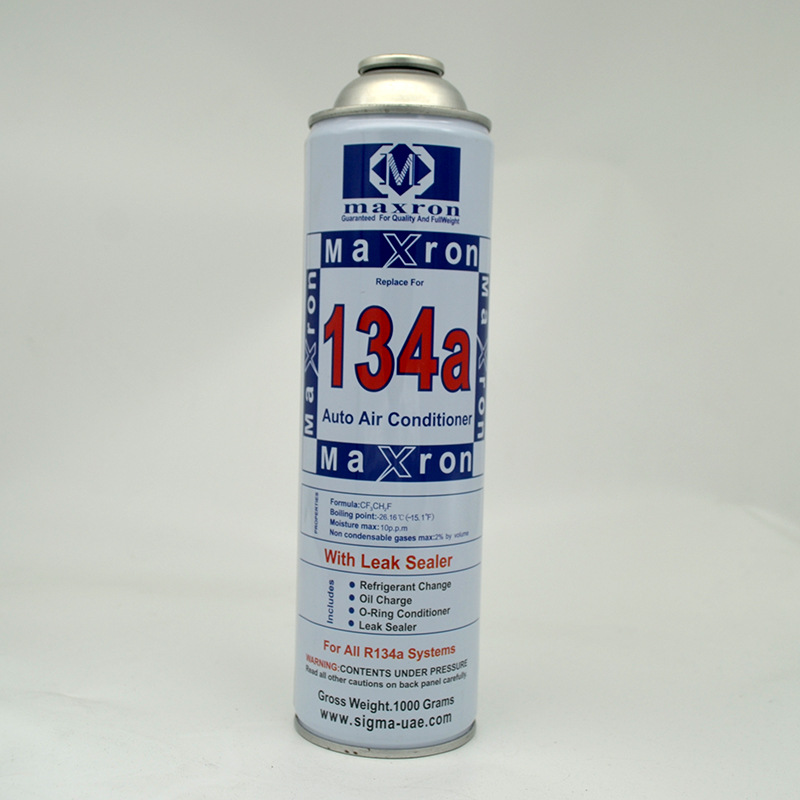 M
maxron
Guaranteed For Quality And FullWeight
MaXron
Replace For
MaXron
134a
MaXron
Auto Air Conditioner
MaXron
PROPERTIES
Formula:CF₃CH₂F
Boiling point:-26.16℃(-15.1°F)
Moisture max:10p.p.m
Non condensable gases max:2% by volume
With Leak Sealer
Includes
• Refrigerant Change
• Oil Charge
• O-Ring Conditioner
• Leak Sealer
For All R134a Systems
WARNING:CONTENTS UNDER PRESSURE
Read all other cautions on back panel carefully.
Gross Weight.1000 Grams
www.sigma-uae.com